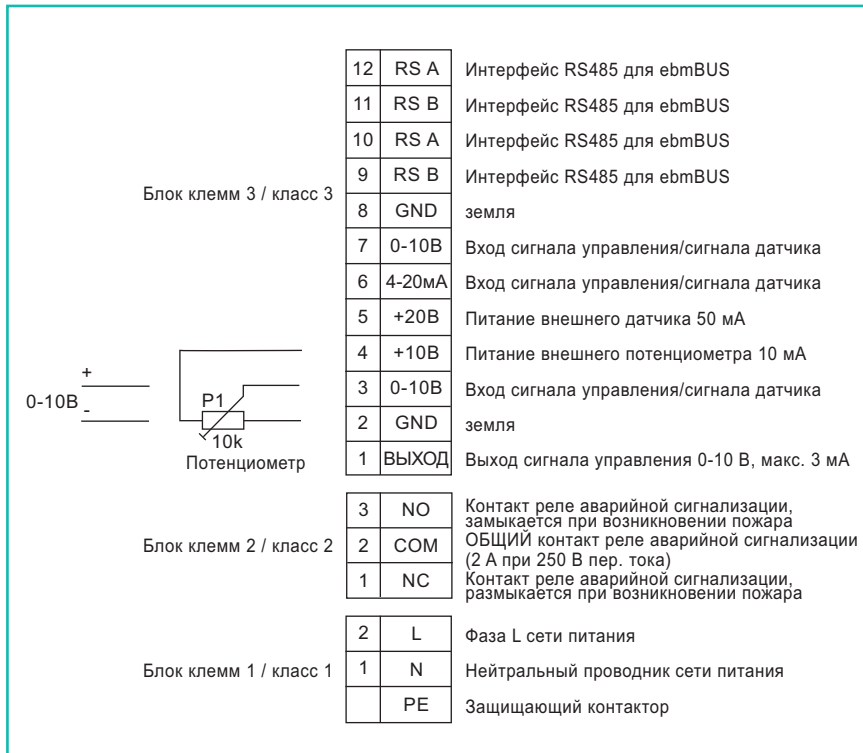 12 RS A Интерфейс RS485 для ebmBUS
11 RS B Интерфейс RS485 для ebmBUS
10 RS A Интерфейс RS485 для ebmBUS
9 RS B Интерфейс RS485 для ebmBUS
Блок клемм 3 / класс 3
8 GND земля
7 0-10В Вход сигнала управления/сигнала датчика
6 4-20мА Вход сигнала управления/сигнала датчика
5 +20В Питание внешнего датчика 50 мА
4 +10В Питание внешнего потенциометра 10 мА
+
3 0-10В Вход сигнала управления/сигнала датчика
0-10В
-
P1
2 GND земля
10k
Потенциометр
1 ВЫХОД Выход сигнала управления 0-10 В, макс. 3 мА
3 NO Контакт реле аварийной сигнализации,
замыкается при возникновении пожара
Блок клемм 2 / класс 2
2 COM ОБЩИЙ контакт реле аварийной сигнализации
(2 А при 250 В пер. тока)
1 NC Контакт реле аварийной сигнализации,
размыкается при возникновении пожара
2 L Фаза L сети питания
Блок клемм 1 / класс 1
1 N Нейтральный проводник сети питания
PE Защищающий контактор